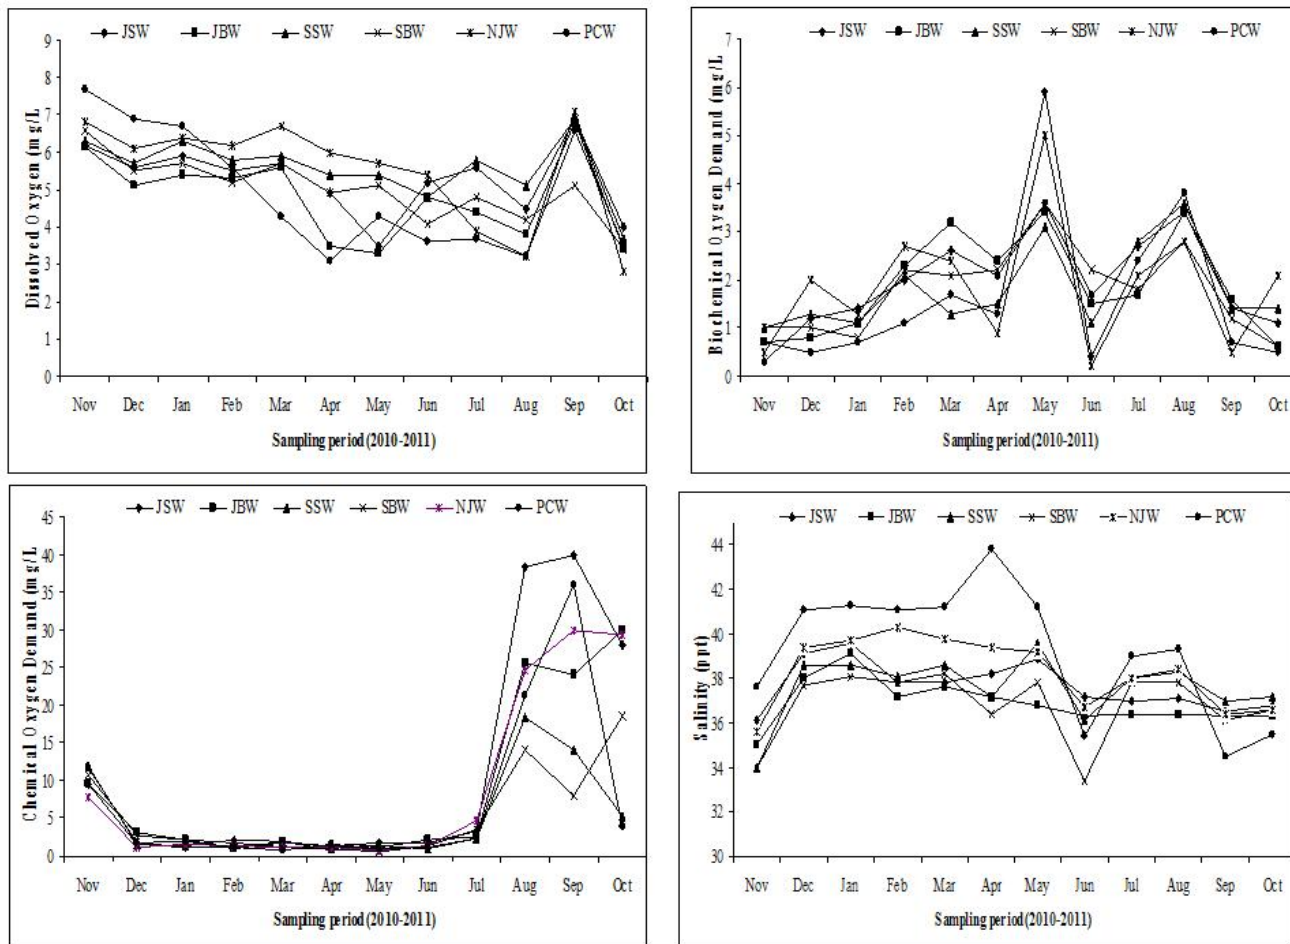 JSW JBW SSW SBW NJW PCW
9
8
7
6
5
4
3
2
1
0
Dissolved Oxygen (mg/L)
Nov Dec Jan Feb Mar Apr May Jun Jul Aug Sep Oct
Sampling period (2010-2011)
JSW JBW SSW SBW NJW PCW
7
6
5
4
3
2
1
0
Biochemical Oxygen Demand (mg/L
Nov Dec Jan Feb Mar Apr May Jun Jul Aug Sep Oct
Sampling period (2010-2011)
JSW JBW SSW SBW NJW PCW
45
40
35
30
25
20
15
10
5
0
Chemical Oxygen Demand (mg/L
Nov Dec Jan Feb Mar Apr May Jun Jul Aug Sep Oct
Sampling period (2010-2011)
JSW JBW SSW SBW NJW PCW
44
42
40
38
36
34
32
30
Salinity (ppt)
Nov Dec Jan Feb Mar Apr May Jun Jul Aug Sep Oct
Sampling period (2010-2011)